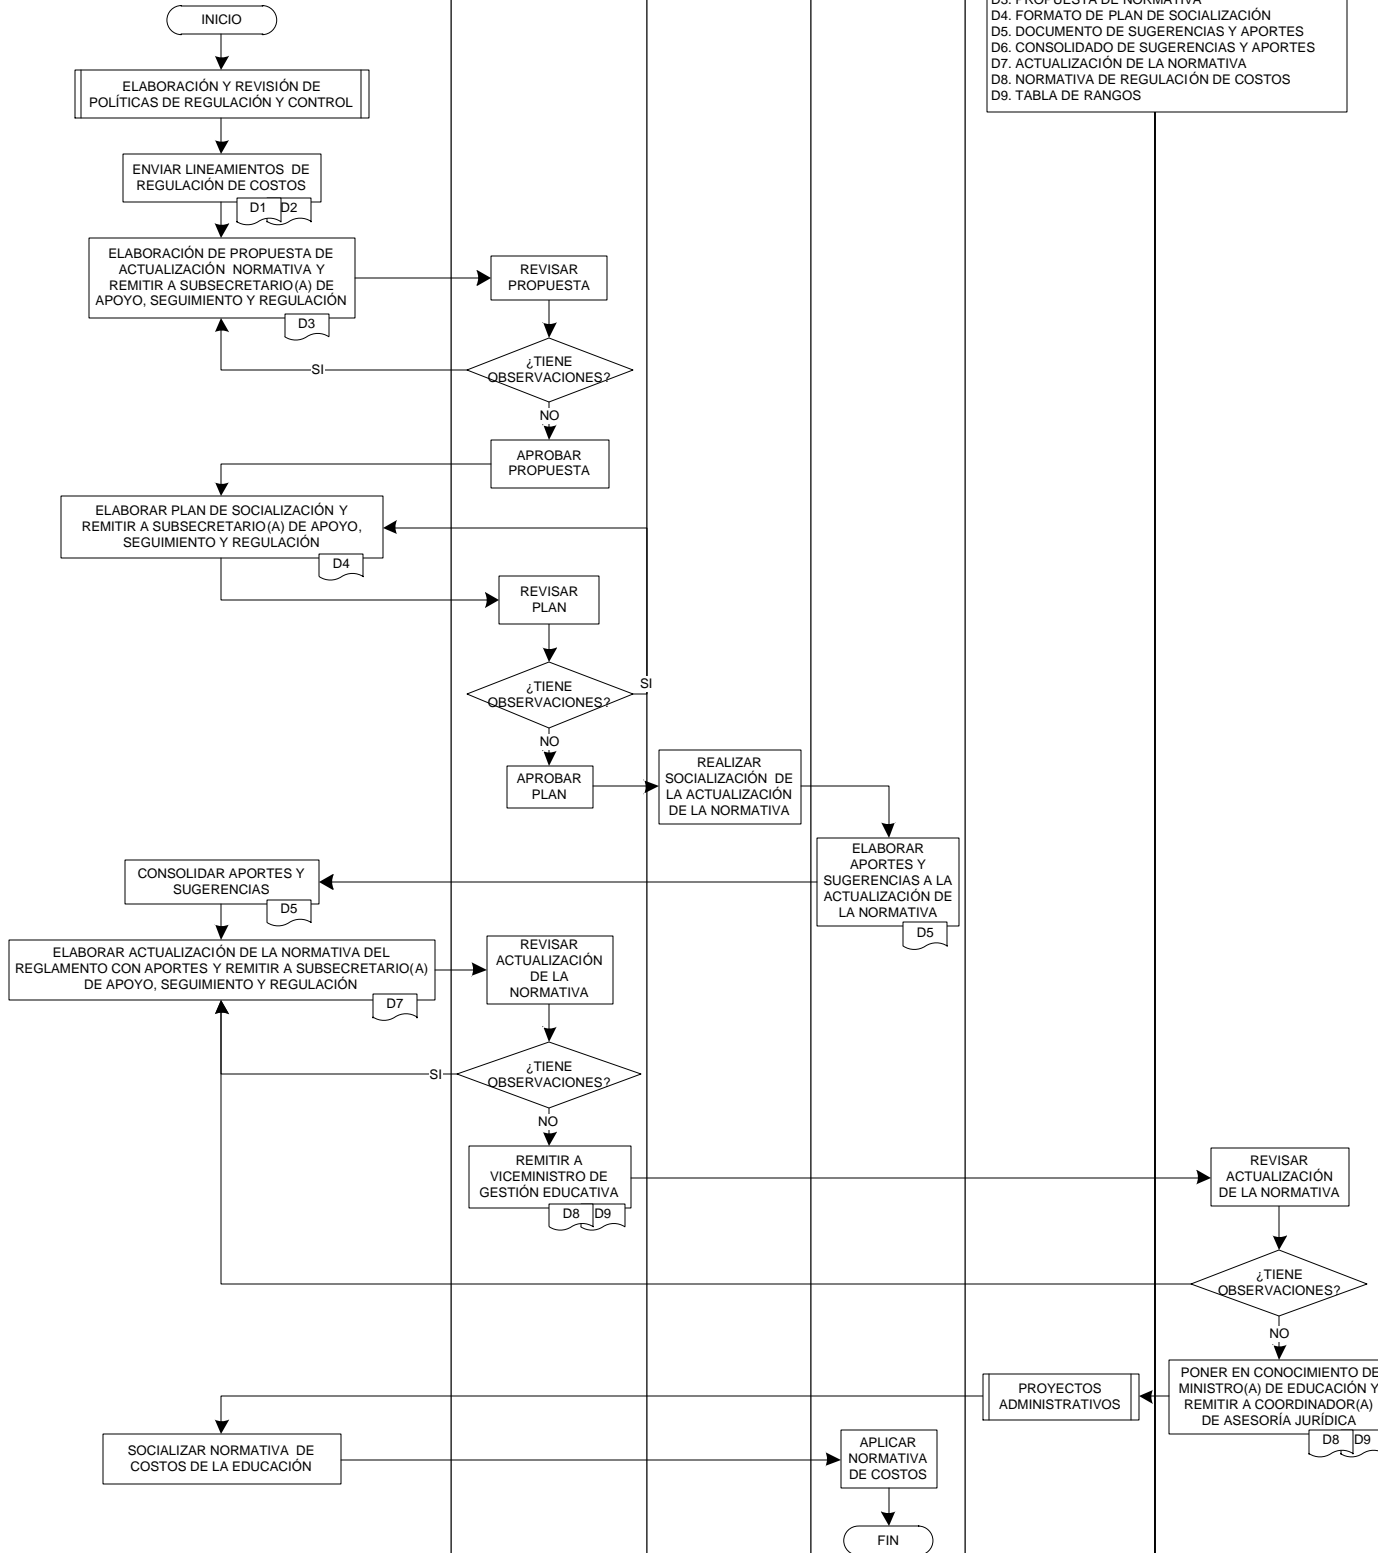 INICIO
D3. PROPUESTA DE NORMATIVA
D4. FORMATO DE PLAN DE SOCIALIZACIÓN
D5. DOCUMENTO DE SUGERENCIAS Y APORTES
D6. CONSOLIDADO DE SUGERENCIAS Y APORTES
D7. ACTUALIZACIÓN DE LA NORMATIVA
D8. NORMATIVA DE REGULACIÓN DE COSTOS
D9. TABLA DE RANGOS
ELABORACIÓN Y REVISIÓN DE
POLÍTICAS DE REGULACIÓN Y CONTROL
ENVIAR LINEAMIENTOS DE
REGULACIÓN DE COSTOS
D1 D2
ELABORACIÓN DE PROPUESTA DE
ACTUALIZACIÓN NORMATIVA Y
REMITIR A SUBSECRETARIO(A) DE
APOYO, SEGUIMIENTO Y REGULACIÓN
D3
REVISAR
PROPUESTA
¿TIENE
OBSERVACIONES?
SI
NO
APROBAR
PROPUESTA
ELABORAR PLAN DE SOCIALIZACIÓN Y
REMITIR A SUBSECRETARIO(A) DE APOYO,
SEGUIMIENTO Y REGULACIÓN
D4
REVISAR
PLAN
¿TIENE
OBSERVACIONES?
SI
NO
APROBAR
PLAN
REALIZAR
SOCIALIZACIÓN DE
LA ACTUALIZACIÓN
DE LA NORMATIVA
ELABORAR
APORTES Y
SUGERENCIAS A LA
ACTUALIZACIÓN DE
LA NORMATIVA
D5
CONSOLIDAR APORTES Y
SUGERENCIAS
D5
ELABORAR ACTUALIZACIÓN DE LA NORMATIVA DEL
REGLAMENTO CON APORTES Y REMITIR A SUBSECRETARIO(A)
DE APOYO, SEGUIMIENTO Y REGULACIÓN
D7
REVISAR
ACTUALIZACIÓN
DE LA
NORMATIVA
¿TIENE
OBSERVACIONES?
SI
NO
REMITIR A
VICEMINISTRO DE
GESTIÓN EDUCATIVA
D8 D9
REVISAR
ACTUALIZACIÓN
DE LA NORMATIVA
¿TIENE
OBSERVACIONES?
NO
PONER EN CONOCIMIENTO DE
MINISTRO(A) DE EDUCACIÓN Y
REMITIR A COORDINADOR(A)
DE ASESORÍA JURÍDICA
D8 D9
PROYECTOS
ADMINISTRATIVOS
SOCIALIZAR NORMATIVA DE
COSTOS DE LA EDUCACIÓN
APLICAR
NORMATIVA
DE COSTOS
FIN